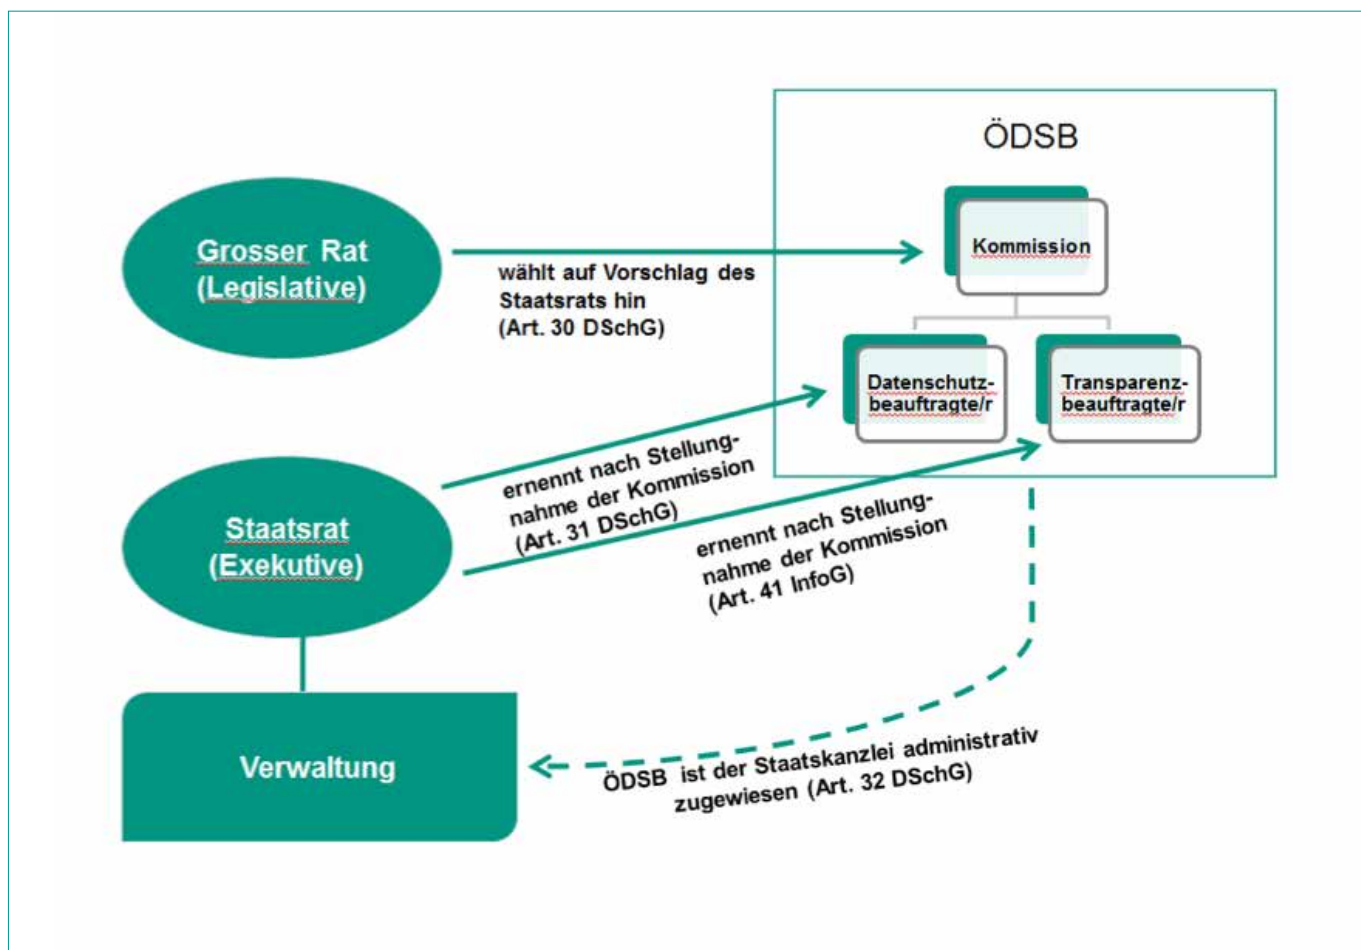 ÖDSB
Kommission
Grosser Rat
(Legislative)
wählt auf Vorschlag des
Staatsrats hin
(Art. 30 DSchG)
Datenschutz-
beauftragte/r
Transparenz-
beauftragte/r
ernennt nach Stellung-
nahme der Kommission
(Art. 31 DSchG)
ernennt nach Stellung-
nahme der Kommission
(Art. 41 InfoG)
Staatsrat
(Exekutive)
Verwaltung
ÖDSB ist der Staatskanzlei administrativ
zugewiesen (Art. 32 DSchG)